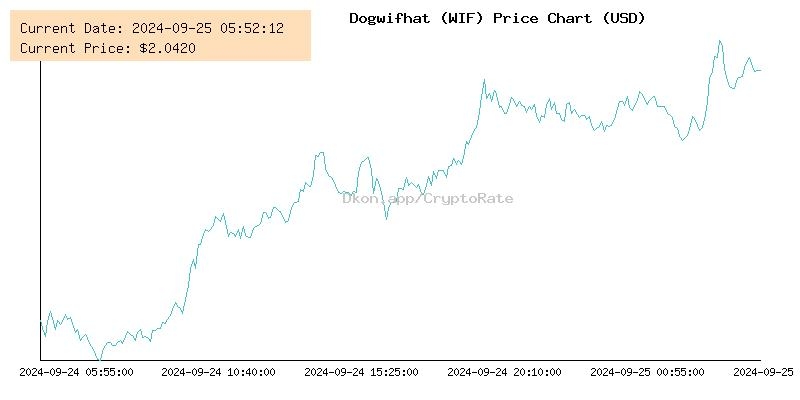 Dogwifhat (WIF) Price Chart (USD)
Current Date: 2024-09-25 05:52:12
Current Price: $2.0420
Dkon.app/CryptoRate
2024-09-24 05:55:00 2024-09-24 10:40:00 2024-09-24 15:25:00 2024-09-24 20:10:00 2024-09-25 00:55:00 2024-09-25